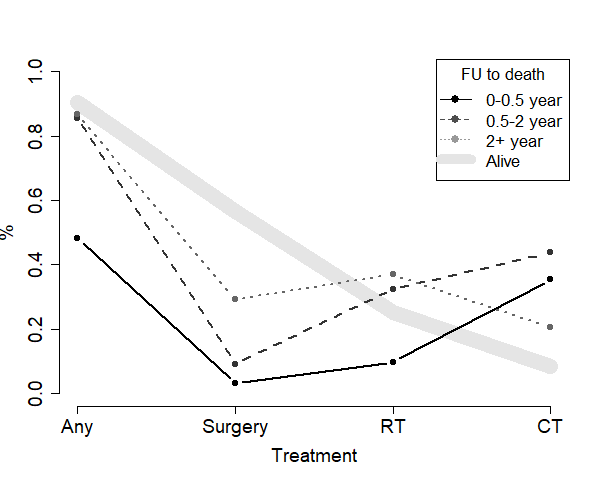 FU to death
0-0.5 year
0.5-2 year
2+ year
Alive
1.0
0.8
0.6
0.4
0.2
0.0
%
Any Surgery RT CT
Treatment